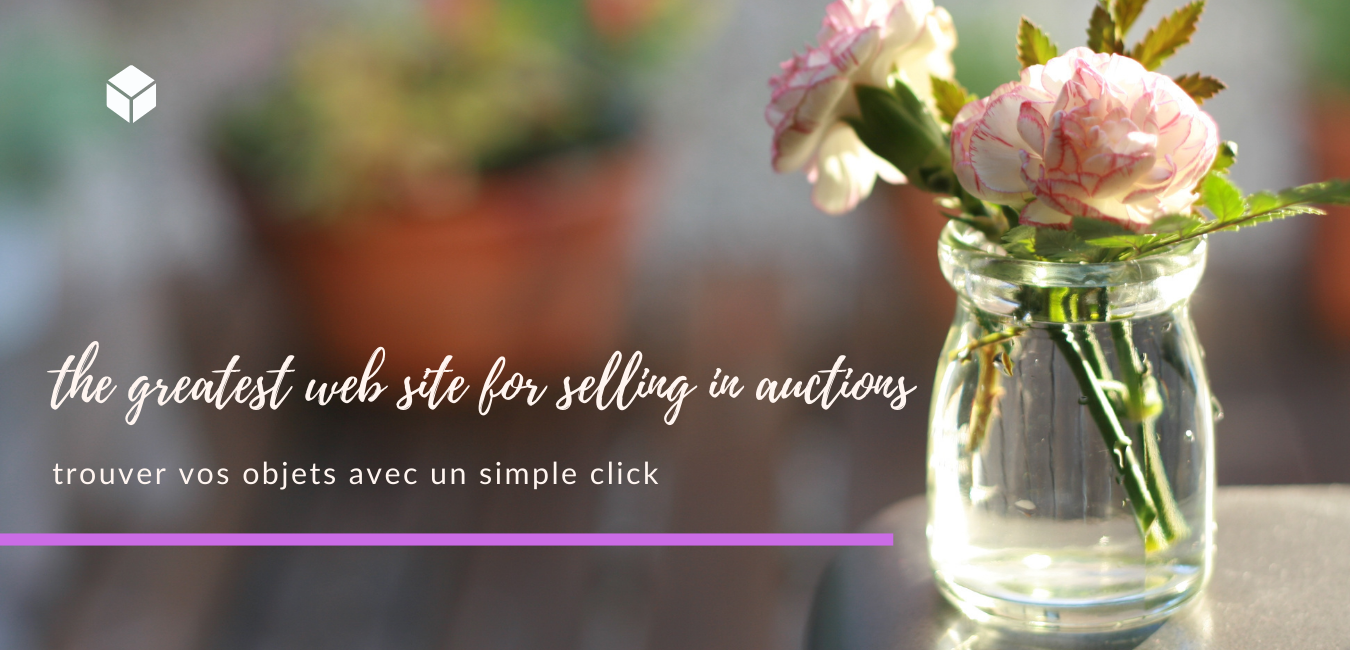 the greatest web site for selling in auctions
trouver vos objets avec un simple click